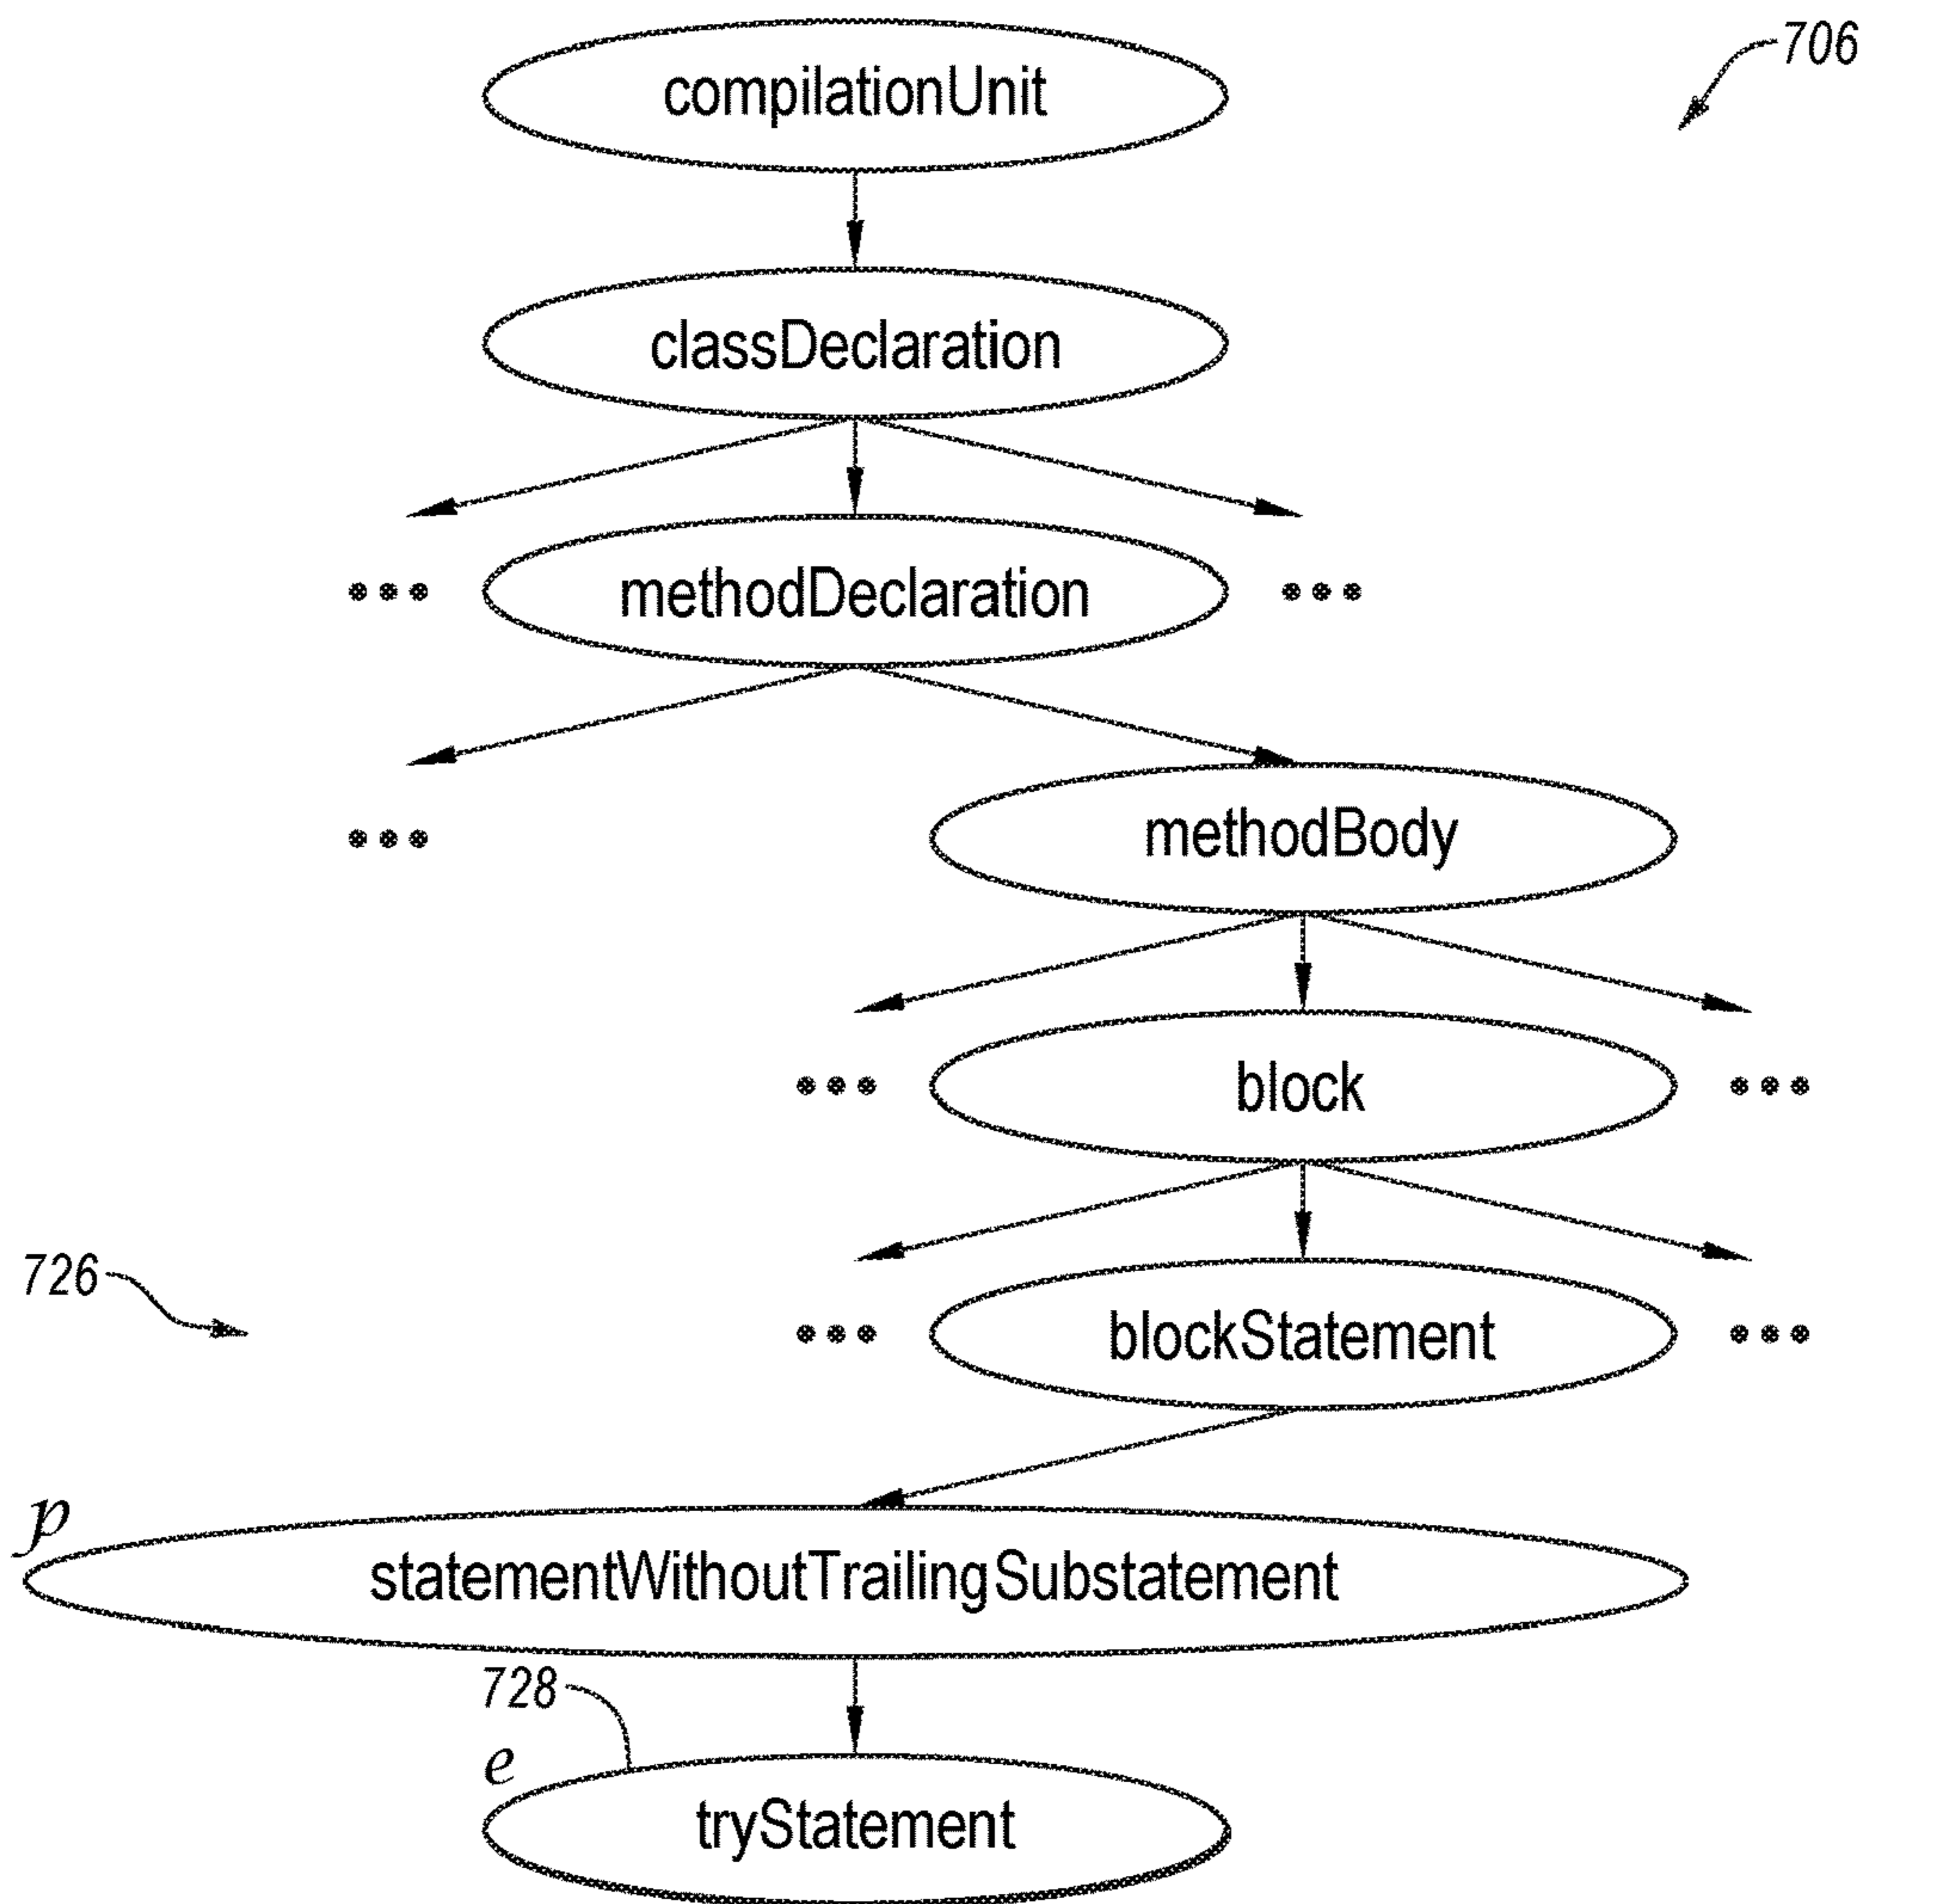 706
compilationUnit
classDeclaration
••• methodDeclaration •••
••• methodBody
••• block •••
726
••• blockStatement •••
p
statementWithoutTrailingSubstatement
728
e
tryStatement